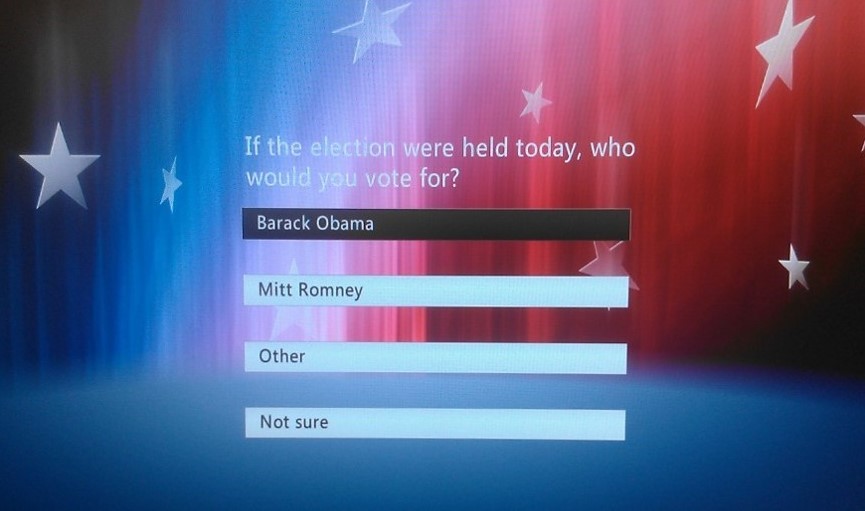 If the election were held today, who
would you vote for?
Barack Obama
Mitt Romney
Other
Not sure